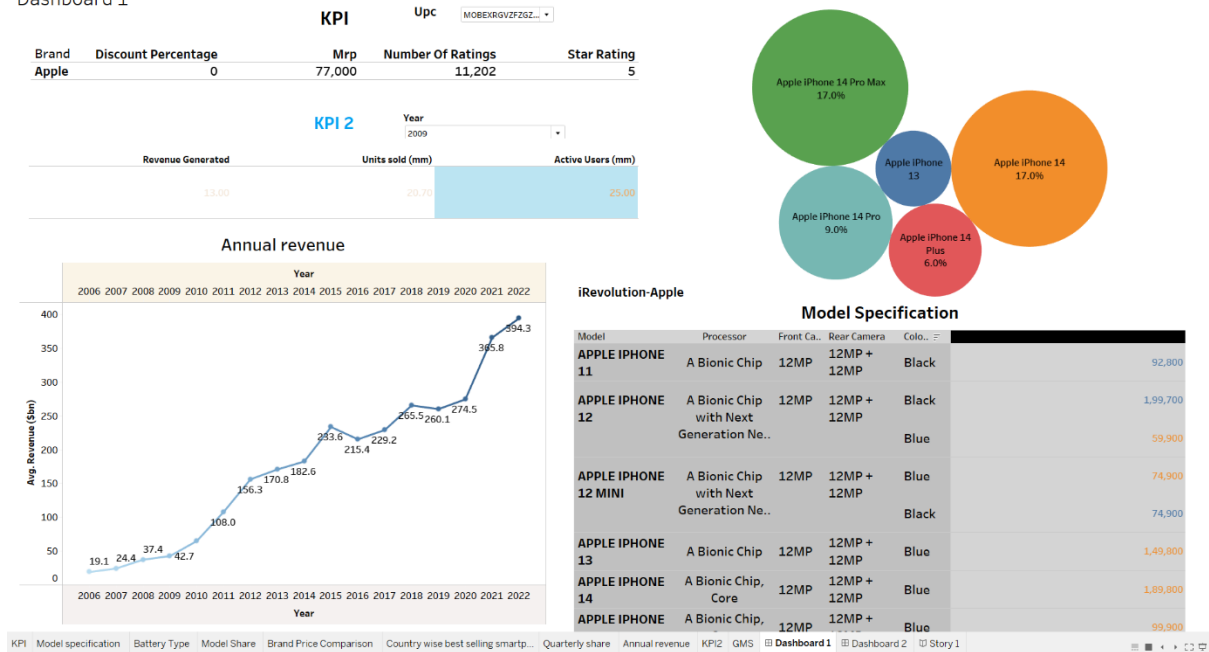 Dashboard 1
KPI
Upc
MOBEXRGVZFZGZ...
Brand Discount Percentage Mrp Number Of Ratings Star Rating
Apple 0 77,000 11,202 5
KPI 2
Year
2009
Revenue Generated Units sold (mm) Active Users (mm)
13.00 20.70 25.00
Annual revenue
Year
2006 2007 2008 2009 2010 2011 2012 2013 2014 2015 2016 2017 2018 2019 2020 2021 2022
Avg. Revenue ($bn)
400
350
300
250
200
150
100
50
0
19.1
24.4
37.4
42.7
108.0
156.3
170.8
182.6
233.6
215.4
229.2
265.5
260.1
274.5
365.8
394.3
2006 2007 2008 2009 2010 2011 2012 2013 2014 2015 2016 2017 2018 2019 2020 2021 2022
Year
Apple iPhone 14 Pro Max
17.0%
Apple iPhone
13
Apple iPhone 14
17.0%
Apple iPhone 14 Pro
9.0%
Apple iPhone 14
Plus
6.0%
iRevolution-Apple
Model Specification
Model Processor Front Ca.. Rear Camera Colo..
APPLE IPHONE
11
A Bionic Chip 12MP
12MP +
12MP
Black 92,800
APPLE IPHONE
12
A Bionic Chip
with Next
Generation Ne..
12MP
12MP +
12MP
Black 1,99,700
Blue 59,900
APPLE IPHONE
12 MINI
A Bionic Chip
with Next
Generation Ne..
12MP
12MP +
12MP
Blue 74,900
Black 74,900
APPLE IPHONE
13
A Bionic Chip 12MP
12MP +
12MP
Blue 1,49,800
APPLE IPHONE
14
A Bionic Chip,
Core
12MP
12MP +
12MP
Blue 1,89,800
APPLE IPHONE
A Bionic Chip,
12MP
12MP +
Blue 99,900
KPI Model specification Battery Type Model Share Brand Price Comparison Country wise best selling smartp... Quarterly share Annual revenue KPI2 GMS Dashboard 1 Dashboard 2 Story 1